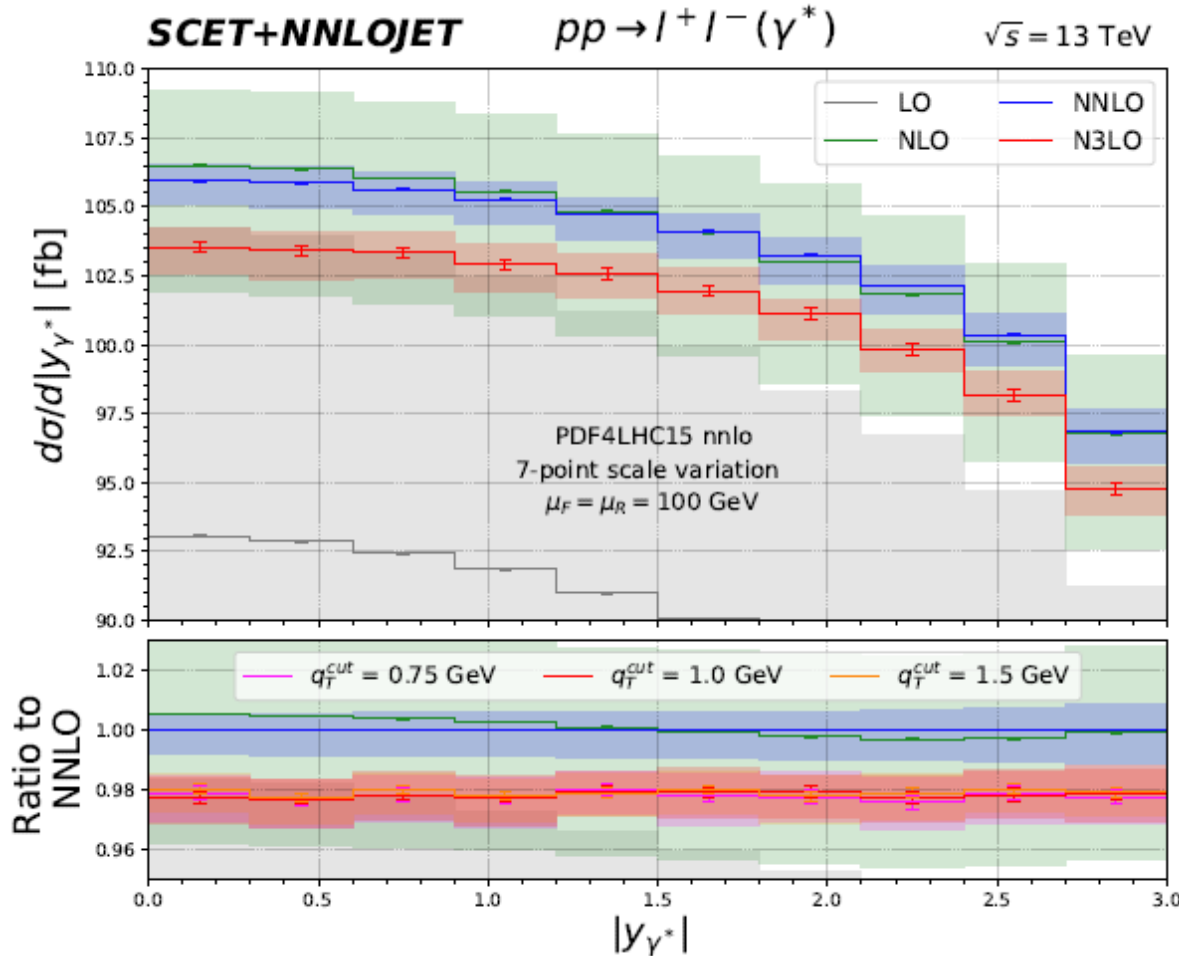 SCET+NNLOJET pp → l⁺l⁻(γ*) √s = 13 TeV
110.0
107.5
105.0
102.5
100.0
97.5
95.0
92.5
90.0
dσ/d|y_γ*| [fb]
LO NNLO
NLO N3LO
PDF4LHC15 nnlo
7-point scale variation
μ_F = μ_R = 100 GeV
1.02
1.00
0.98
0.96
Ratio to
NNLO
q_T^cut = 0.75 GeV q_T^cut = 1.0 GeV q_T^cut = 1.5 GeV
0.0 0.5 1.0 1.5 2.0 2.5 3.0
|y_γ*|